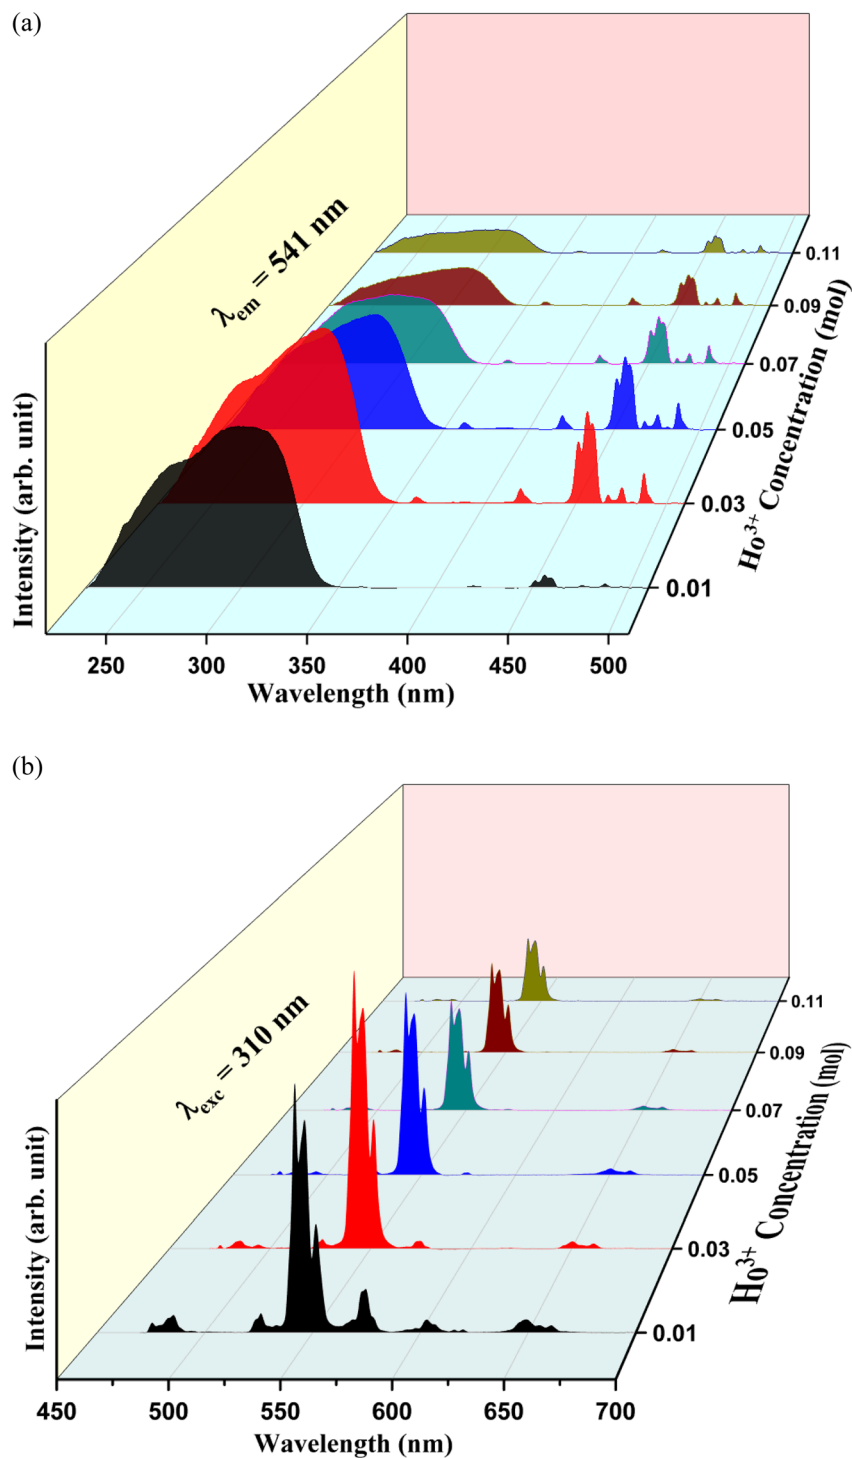 (a)
λem = 541 nm
0.11
0.09
0.07
0.05
0.03
0.01
Ho3+ Concentration (mol)
Intensity (arb. unit)
250 300 350 400 450 500
Wavelength (nm)
(b)
λexc = 310 nm
0.11
0.09
0.07
0.05
0.03
0.01
Ho3+ Concentration (mol)
Intensity (arb. unit)
450 500 550 600 650 700
Wavelength (nm)